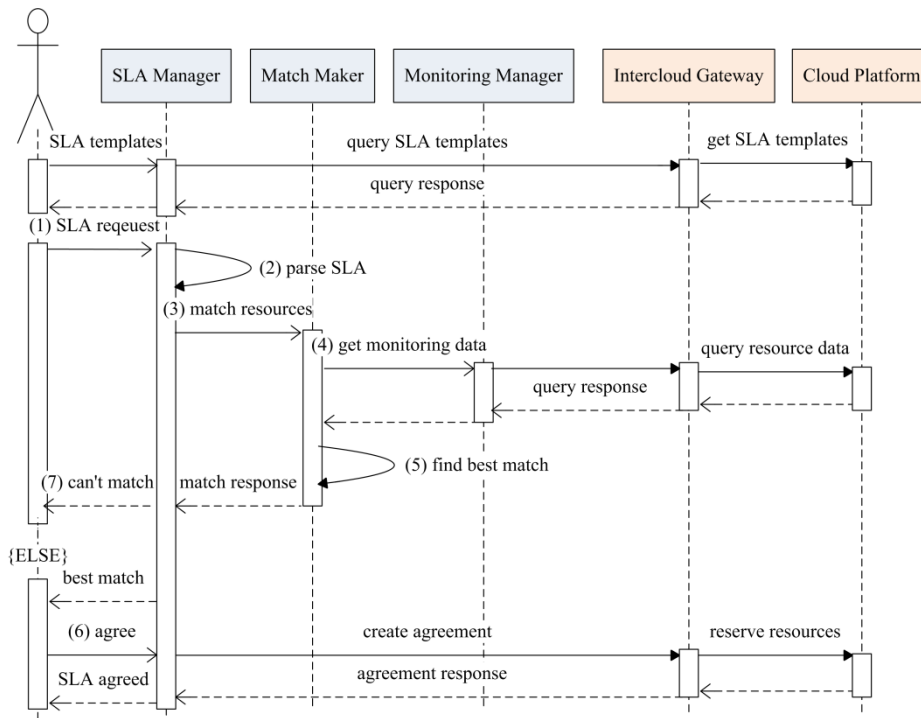 SLA Manager
Match Maker
Monitoring Manager
Intercloud Gateway
Cloud Platform
SLA templates
query SLA templates
get SLA templates
query response
(1) SLA reqeuest
(2) parse SLA
(3) match resources
(4) get monitoring data
query resource data
query response
(5) find best match
(7) can't match
match response
{ELSE}
best match
(6) agree
create agreement
reserve resources
SLA agreed
agreement response